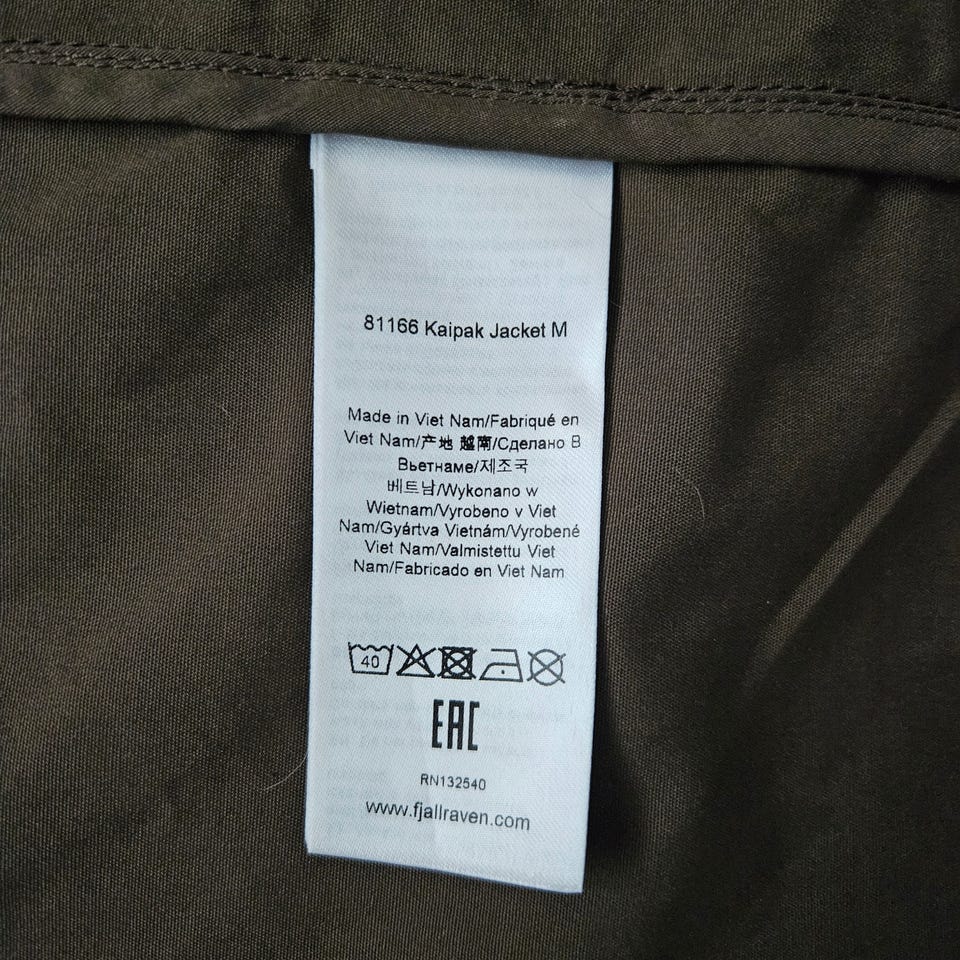 81166 Kaipak Jacket M
Made in Viet Nam/Fabriqué en
Viet Nam/产地 越南/Сделано В
Вьетнаме/제조국
베트남/Wykonano w
Wietnam/Vyrobeno v Viet
Nam/Gyártva Vietnám/Vyrobené
Viet Nam/Valmistettu Viet
Nam/Fabricado en Viet Nam
40
EAC
RN132540
www.fjallraven.com